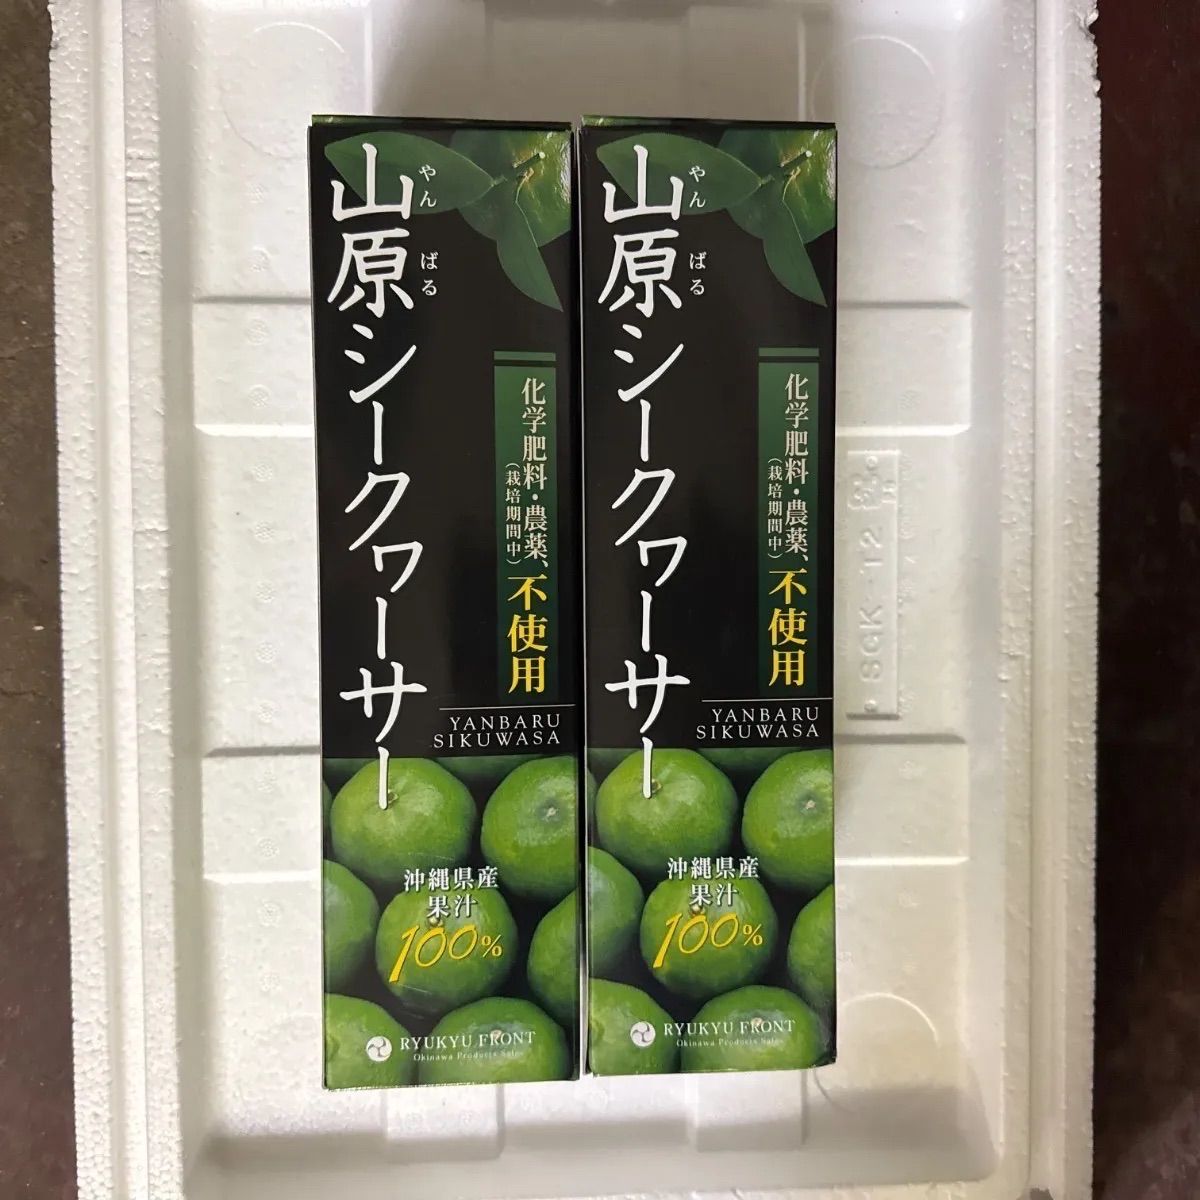 山原シークヮーサー
やんばる
化学肥料・農薬、不使用
(栽培期間中)
YANBARU
SIKUWASA
沖縄県産
果汁
100%
RYUKYU FRONT
Okinawa Products Sales
山原シークヮーサー
やんばる
化学肥料・農薬、不使用
(栽培期間中)
YANBARU
SIKUWASA
沖縄県産
果汁
100%
RYUKYU FRONT
Okinawa Products Sales
SGK-12